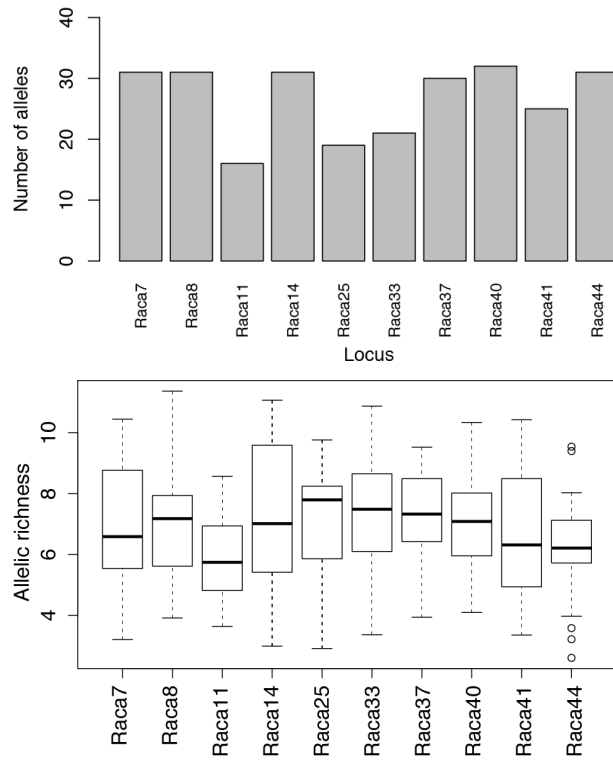 Number of alleles
40
30
20
10
0
Raca7
Raca8
Raca11
Raca14
Raca25
Raca33
Raca37
Raca40
Raca41
Raca44
Locus
Allelic richness
10
8
6
4
Raca7
Raca8
Raca11
Raca14
Raca25
Raca33
Raca37
Raca40
Raca41
Raca44